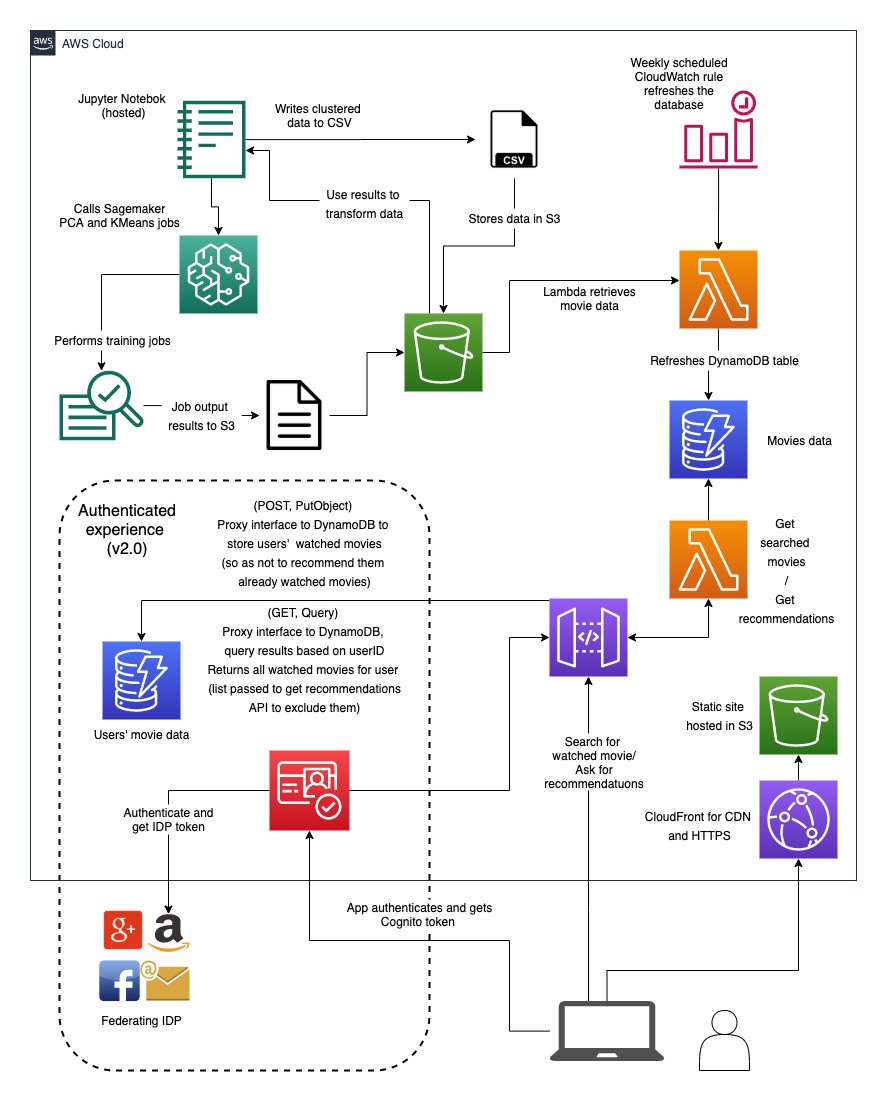 aws
AWS Cloud
Weekly scheduled
CloudWatch rule
refreshes the
database
Jupyter Notebok
(hosted)
Writes clustered
data to CSV
CSV
Use results to
transform data
Calls Sagemaker
PCA and KMeans jobs
Stores data in S3
Lambda retrieves
movie data
Performs training jobs
Refreshes DynamoDB table
Job output
results to S3
Movies data
Authenticated
experience
(v2.0)
(POST, PutObject)
Proxy interface to DynamoDB to
store users' watched movies
(so as not to recommend them
already watched movies)
Get
searched
movies
/
Get
recommendations
(GET, Query)
Proxy interface to DynamoDB,
query results based on userID
Returns all watched movies for user
(list passed to get recommendations
API to exclude them)
</>
Users' movie data
Static site
hosted in S3
Search for
watched movie/
Ask for
recommendatuons
Authenticate and
get IDP token
CloudFront for CDN
and HTTPS
App authenticates and gets
Cognito token
g+
a
f
@
Federating IDP